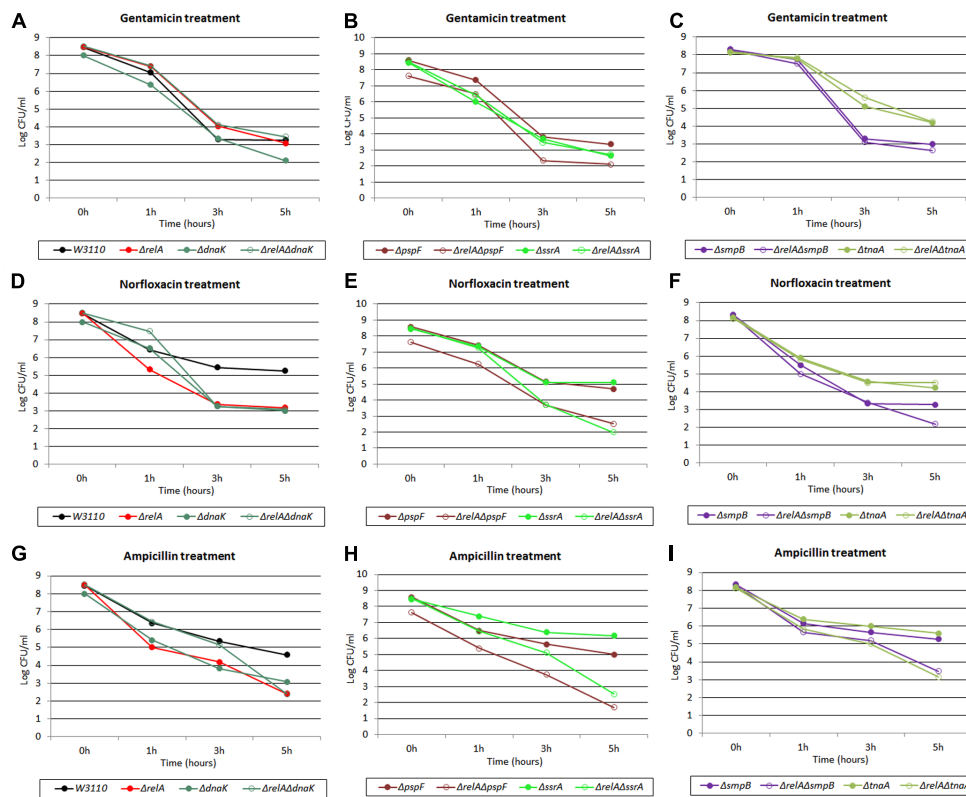 A
Gentamicin treatment
Log CFU/ml
9
8
7
6
5
4
3
2
1
0
0h 1h 3h 5h
Time (hours)
W3110 ΔrelA ΔdnaK ΔrelAΔdnaK
B
Gentamicin treatment
Log CFU/ml
10
9
8
7
6
5
4
3
2
1
0
0h 1h 3h 5h
Time (hours)
ΔpspF ΔrelAΔpspF ΔssrA ΔrelAΔssrA
C
Gentamicin treatment
Log CFU/ml
9
8
7
6
5
4
3
2
1
0
0h 1h 3h 5h
Time (hours)
ΔsmpB ΔrelAΔsmpB ΔtnaA ΔrelAΔtnaA
D
Norfloxacin treatment
Log CFU/ml
9
8
7
6
5
4
3
2
1
0
0h 1h 3h 5h
Time (hours)
W3110 ΔrelA ΔdnaK ΔrelAΔdnaK
E
Norfloxacin treatment
Log CFU/ml
10
9
8
7
6
5
4
3
2
1
0
0h 1h 3h 5h
Time (hours)
ΔpspF ΔrelAΔpspF ΔssrA ΔrelAΔssrA
F
Norfloxacin treatment
Log CFU/ml
9
8
7
6
5
4
3
2
1
0
0h 1h 3h 5h
Time (hours)
ΔsmpB ΔrelAΔsmpB ΔtnaA ΔrelAΔtnaA
G
Ampicillin treatment
Log CFU/ml
9
8
7
6
5
4
3
2
1
0
0h 1h 3h 5h
Time (hours)
W3110 ΔrelA ΔdnaK ΔrelAΔdnaK
H
Ampicillin treatment
Log CFU/ml
10
9
8
7
6
5
4
3
2
1
0
0h 1h 3h 5h
Time (hours)
ΔpspF ΔrelAΔpspF ΔssrA ΔrelAΔssrA
I
Ampicillin treatment
Log CFU/ml
9
8
7
6
5
4
3
2
1
0
0h 1h 3h 5h
Time (hours)
ΔsmpB ΔrelAΔsmpB ΔtnaA ΔrelAΔtnaA